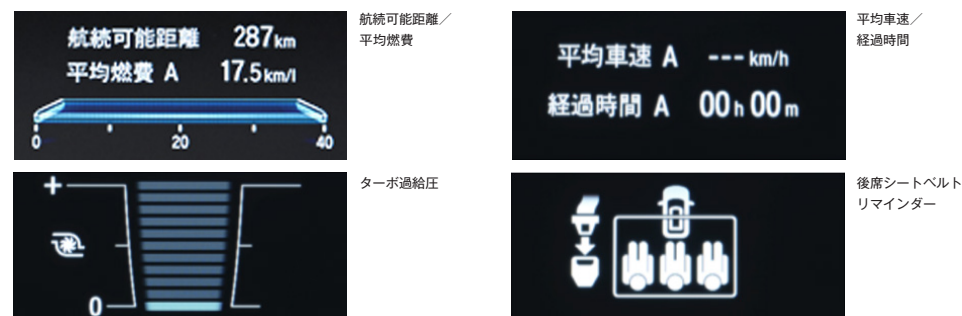 航続可能距離 287km
平均燃費 A 17.5km/l
0 20 40
航続可能距離／
平均燃費
平均車速 A ---km/h
経過時間 A 00h00m
平均車速／
経過時間
+
0
ターボ過給圧
後席シートベルト
リマインダー